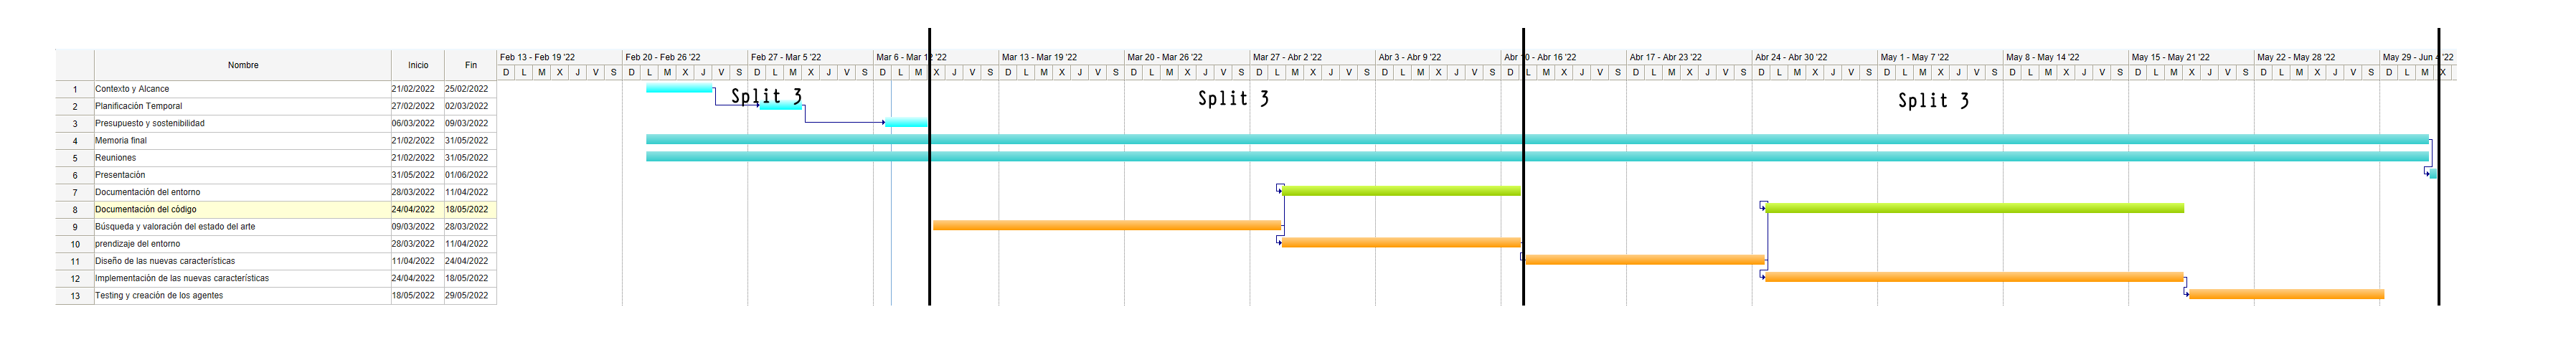 Nombre Inicio Fin Feb 13 - Feb 19 '22 Feb 20 - Feb 26 '22 Feb 27 - Mar 5 '22 Mar 6 - Mar 12 '22 Mar 13 - Mar 19 '22 Mar 20 - Mar 26 '22 Mar 27 - Abr 2 '22 Abr 3 - Abr 9 '22 Abr 10 - Abr 16 '22 Abr 17 - Abr 23 '22 Abr 24 - Abr 30 '22 May 1 - May 7 '22 May 8 - May 14 '22 May 15 - May 21 '22 May 22 - May 28 '22 May 29 - Jun 4 '22
D L M X J V S D L M X J V S D L M X J V S D L M X J V S D L M X J V S D L M X J V S D L M X J V S D L M X J V S D L M X J V S D L M X J V S D L M X J V S D L M X J V S D L M X J V S D L M X J V S D L M X J V S D L M X
1 Contexto y Alcance 21/02/2022 25/02/2022
Split 3 Split 3 Split 3
2 Planificación Temporal 27/02/2022 02/03/2022
3 Presupuesto y sostenibilidad 06/03/2022 09/03/2022
4 Memoria final 21/02/2022 31/05/2022
5 Reuniones 21/02/2022 31/05/2022
6 Presentación 31/05/2022 01/06/2022
7 Documentación del entorno 28/03/2022 11/04/2022
8 Documentación del código 24/04/2022 18/05/2022
9 Búsqueda y valoración del estado del arte 09/03/2022 28/03/2022
10 prendizaje del entorno 28/03/2022 11/04/2022
11 Diseño de las nuevas características 11/04/2022 24/04/2022
12 Implementación de las nuevas características 24/04/2022 18/05/2022
13 Testing y creación de los agentes 18/05/2022 29/05/2022